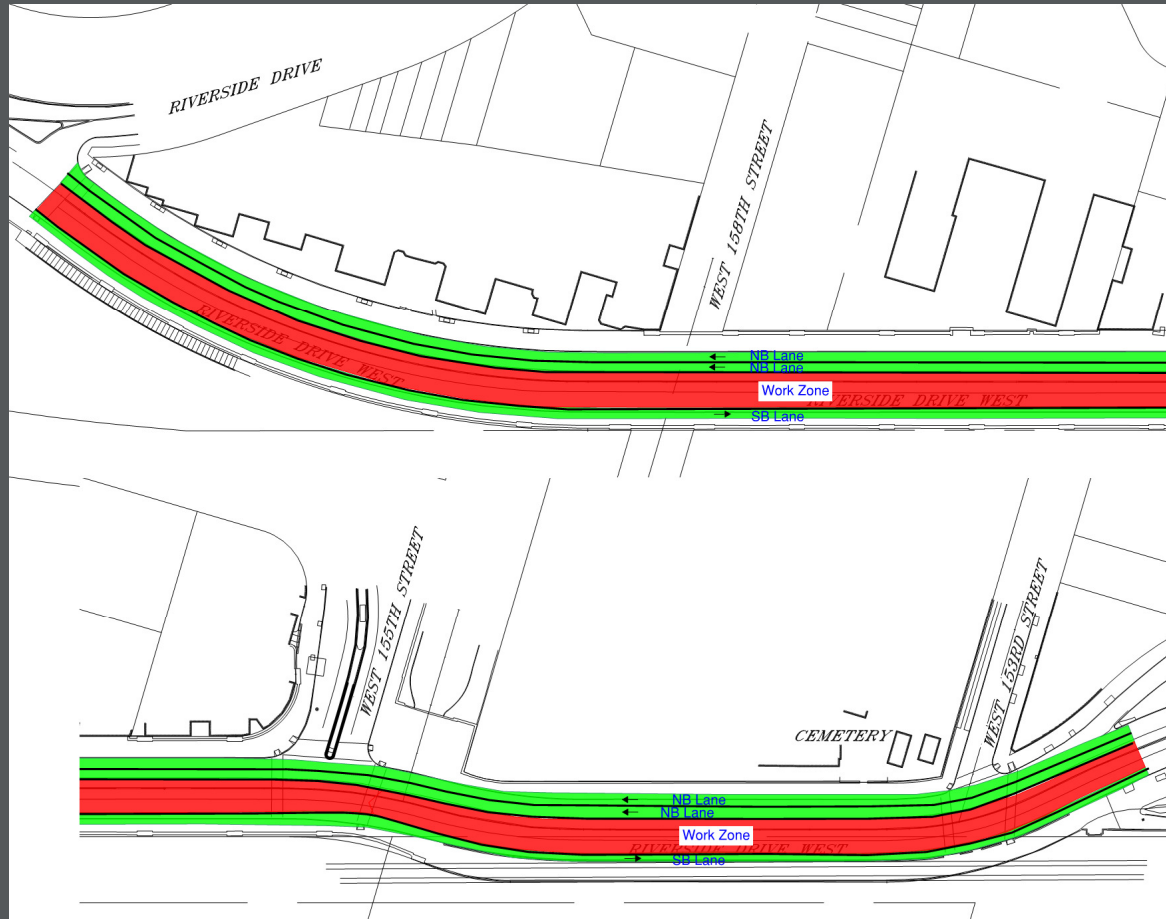 RIVERSIDE DRIVE
WEST 158TH STREET
RIVERSIDE DRIVE WEST
NB Lane
NB Lane
Work Zone
RIVERSIDE DRIVE WEST
SB Lane
WEST 155TH STREET
WEST 153RD STREET
CEMETERY
NB Lane
NB Lane
Work Zone
RIVERSIDE DRIVE WEST
SB Lane